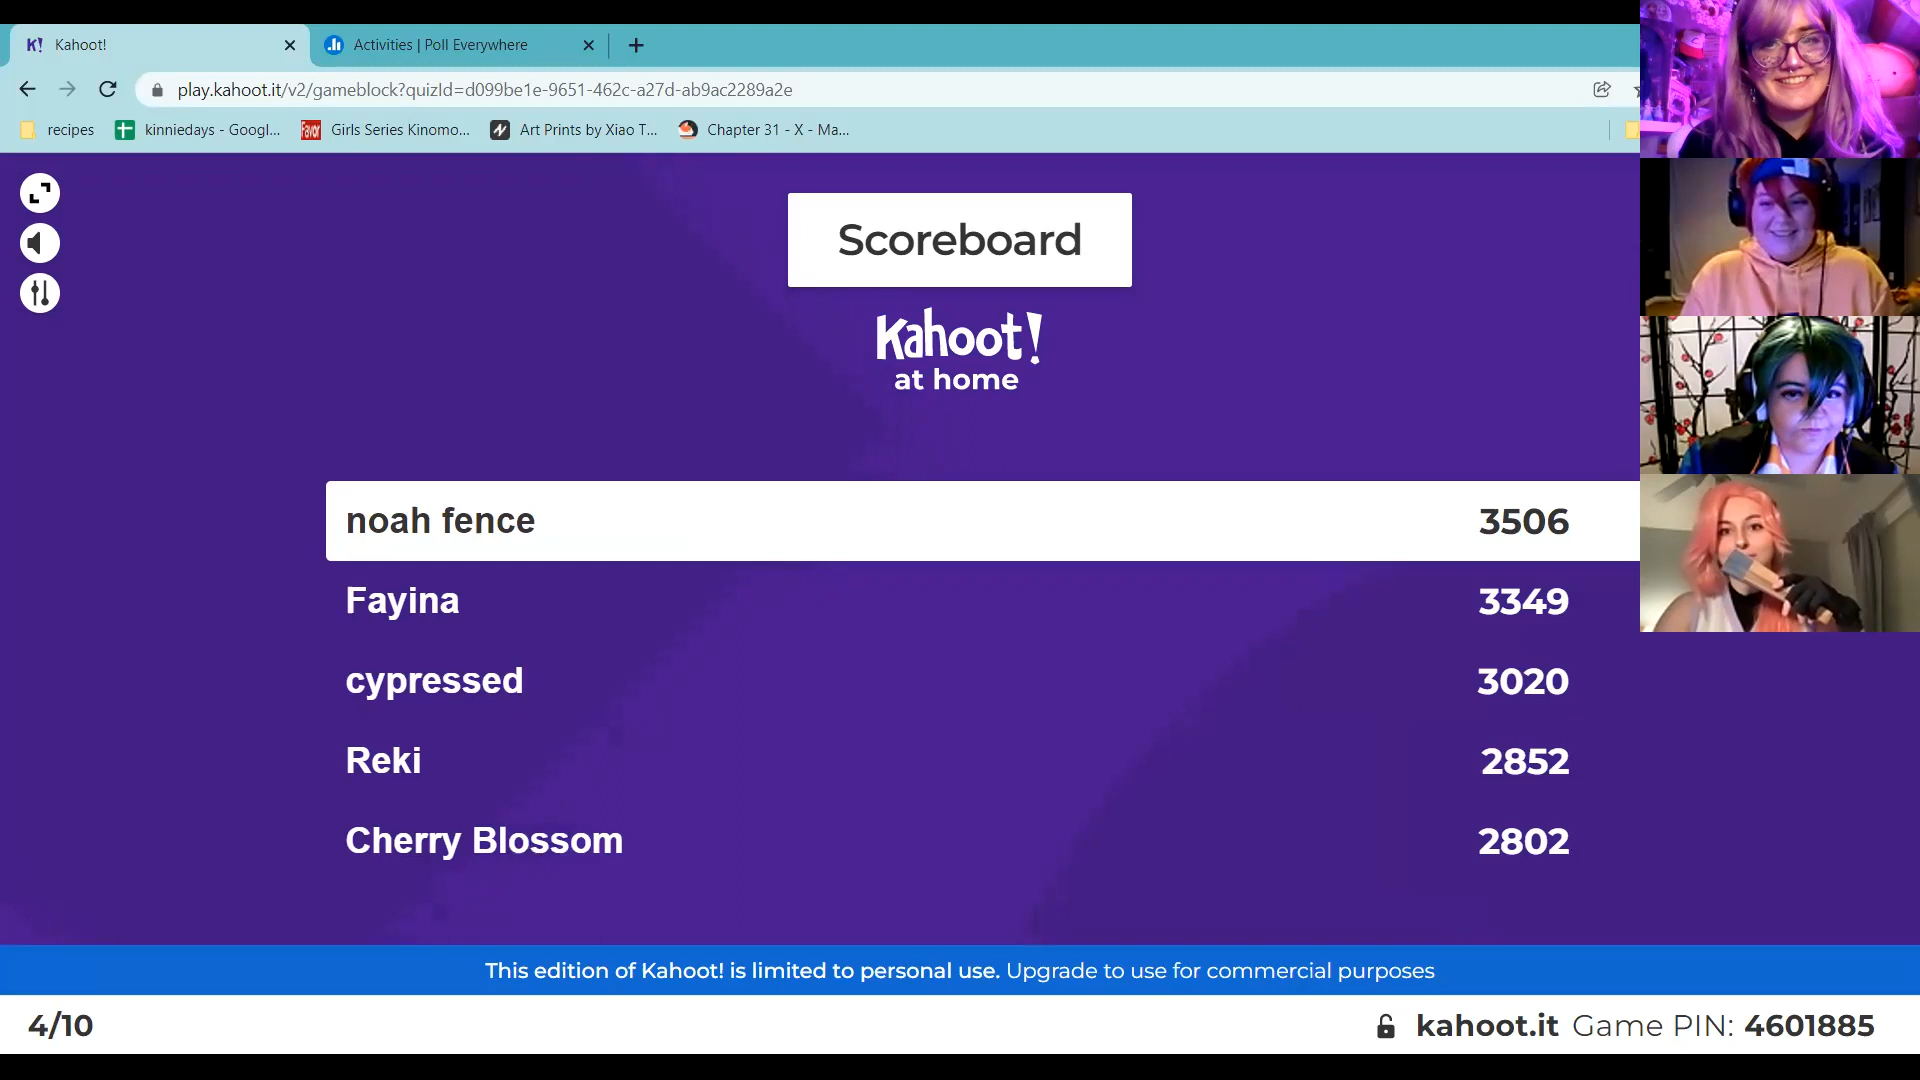 Kahoot!
Activities | Poll Everywhere
play.kahoot.it/v2/gameblock?quizId=d099be1e-9651-462c-a27d-ab9ac2289a2e
recipes
kinniedays - Googl...
Girls Series Kinomo...
Art Prints by Xiao T...
Chapter 31 - X - Ma...
Scoreboard
Kahoot!
at home
noah fence 3506
Fayina 3349
cypressed 3020
Reki 2852
Cherry Blossom 2802
This edition of Kahoot! is limited to personal use. Upgrade to use for commercial purposes
4/10
kahoot.it Game PIN: 4601885